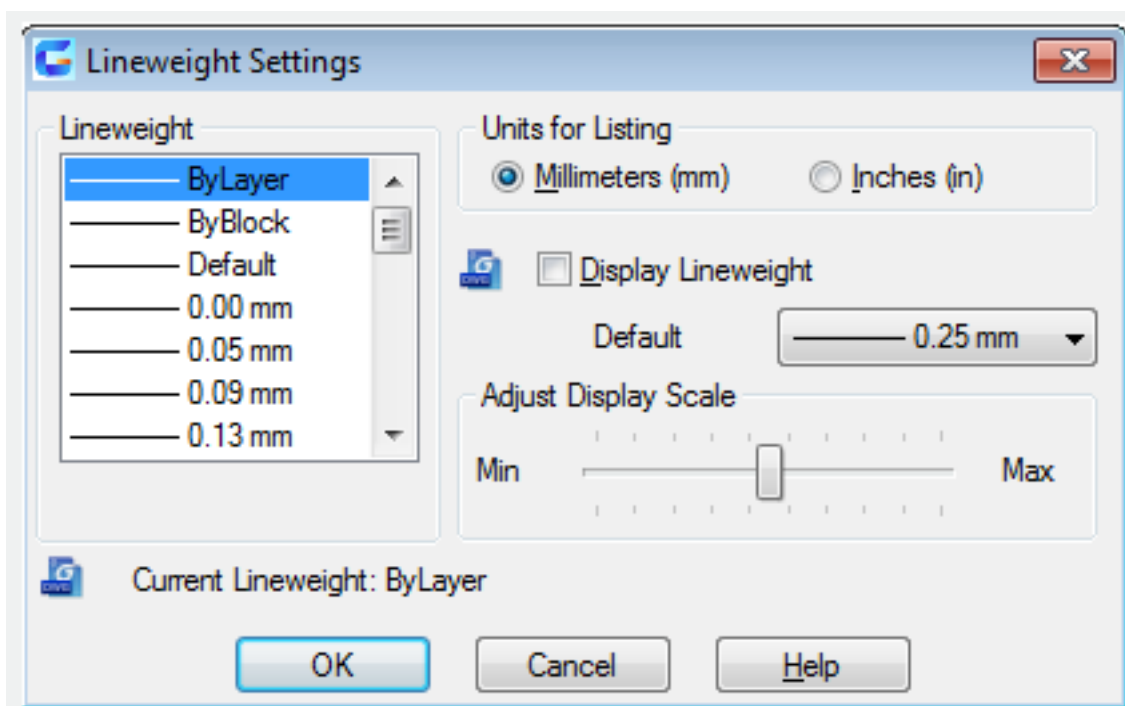 Lineweight Settings
Lineweight
ByLayer
ByBlock
Default
0.00 mm
0.05 mm
0.09 mm
0.13 mm
Units for Listing
Millimeters (mm)
Inches (in)
Display Lineweight
Default
0.25 mm
Adjust Display Scale
Min
Max
Current Lineweight: ByLayer
OK
Cancel
Help